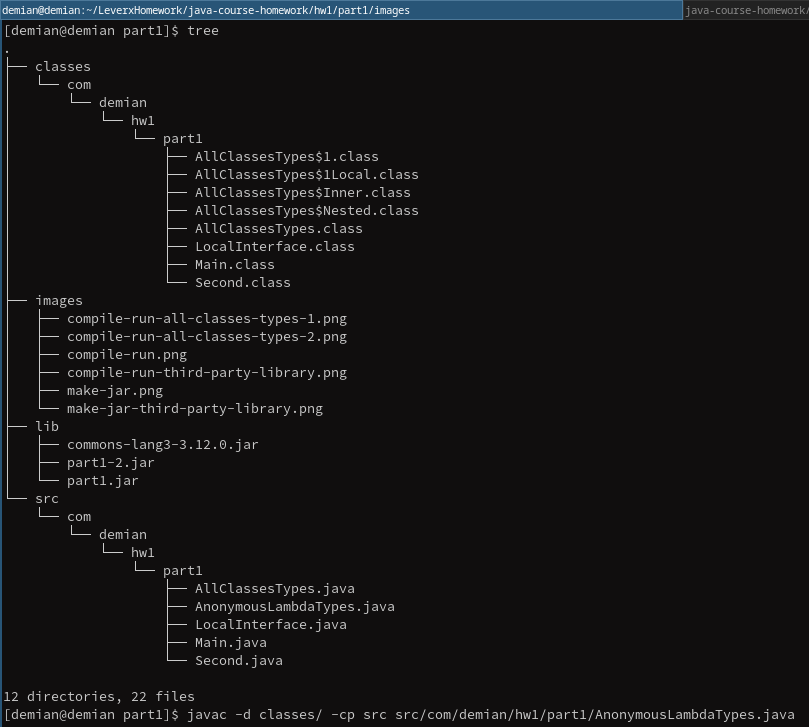 demian@demian:~/LeverxHomework/java-course-homework/hw1/part1/images
java-course-homework/
[demian@demian part1]$ tree
.
├── classes
│   └── com
│       └── demian
│           └── hw1
│               └── part1
│                   ├── AllClassesTypes$1.class
│                   ├── AllClassesTypes$1Local.class
│                   ├── AllClassesTypes$Inner.class
│                   ├── AllClassesTypes$Nested.class
│                   ├── AllClassesTypes.class
│                   ├── LocalInterface.class
│                   ├── Main.class
│                   └── Second.class
├── images
│   ├── compile-run-all-classes-types-1.png
│   ├── compile-run-all-classes-types-2.png
│   ├── compile-run.png
│   ├── compile-run-third-party-library.png
│   ├── make-jar.png
│   └── make-jar-third-party-library.png
├── lib
│   ├── commons-lang3-3.12.0.jar
│   ├── part1-2.jar
│   └── part1.jar
└── src
    └── com
        └── demian
            └── hw1
                └── part1
                    ├── AllClassesTypes.java
                    ├── AnonymousLambdaTypes.java
                    ├── LocalInterface.java
                    ├── Main.java
                    └── Second.java
12 directories, 22 files
[demian@demian part1]$ javac -d classes/ -cp src src/com/demian/hw1/part1/AnonymousLambdaTypes.java